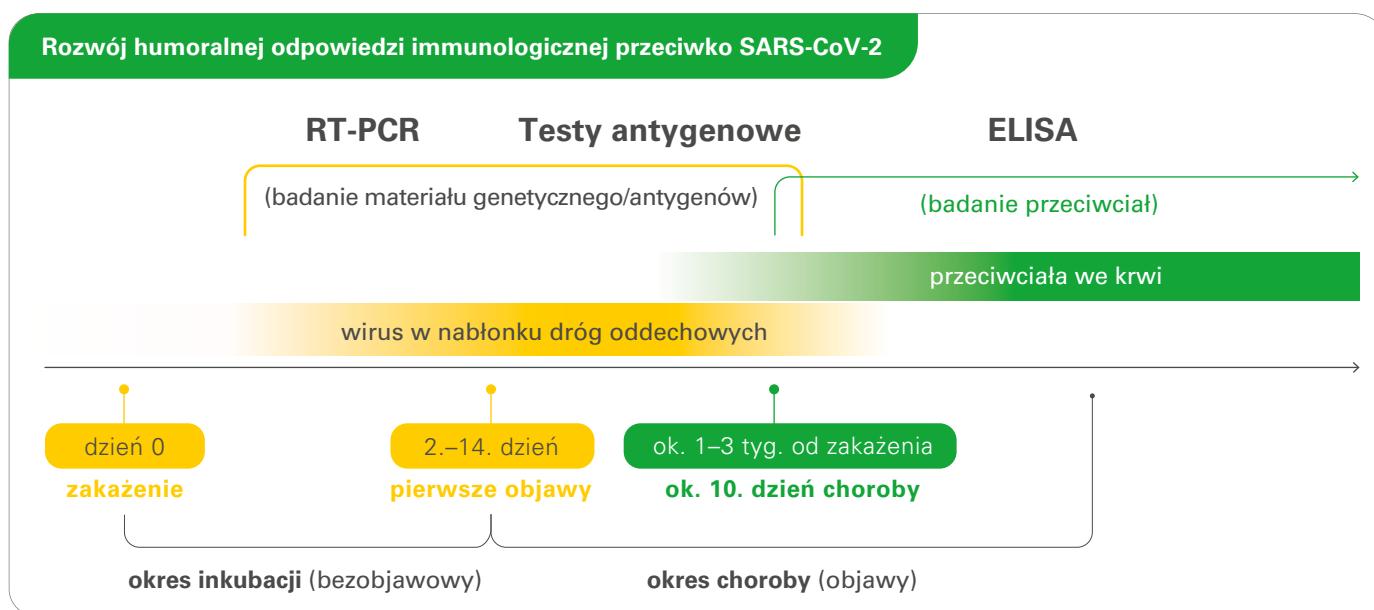 Rozwój humoralnej odpowiedzi immunologicznej przeciwko SARS-CoV-2
RT-PCR
Testy antygenowe
ELISA
(badanie materiału genetycznego/antygenów)
(badanie przeciwciał)
przeciwciała we krwi
wirus w nabłonku dróg oddechowych
dzień 0
2.–14. dzień
ok. 1–3 tyg. od zakażenia
zakażenie
pierwsze objawy
ok. 10. dzień choroby
okres inkubacji (bezobjawowy)
okres choroby (objawy)